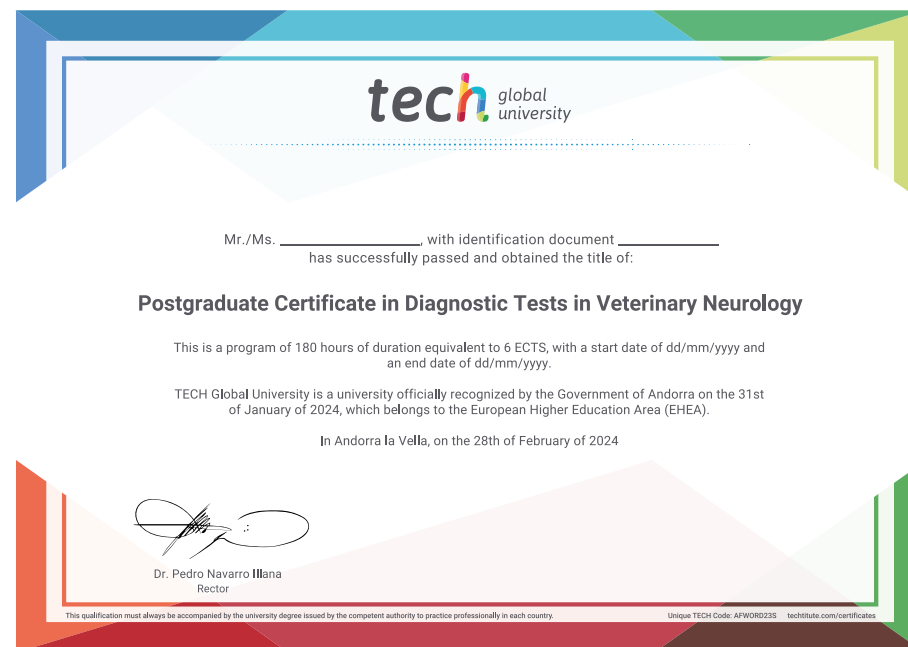 tech global
university
Mr./Ms. ____________________, with identification document ______________
has successfully passed and obtained the title of:
Postgraduate Certificate in Diagnostic Tests in Veterinary Neurology
This is a program of 180 hours of duration equivalent to 6 ECTS, with a start date of dd/mm/yyyy and
an end date of dd/mm/yyyy.
TECH Global University is a university officially recognized by the Government of Andorra on the 31st
of January of 2024, which belongs to the European Higher Education Area (EHEA).
In Andorra la Vella, on the 28th of February of 2024
Dr. Pedro Navarro Illana
Rector
This qualification must always be accompanied by the university degree issued by the competent authority to practice professionally in each country.
Unique TECH Code: AFWORD23S techtitute.com/certificates